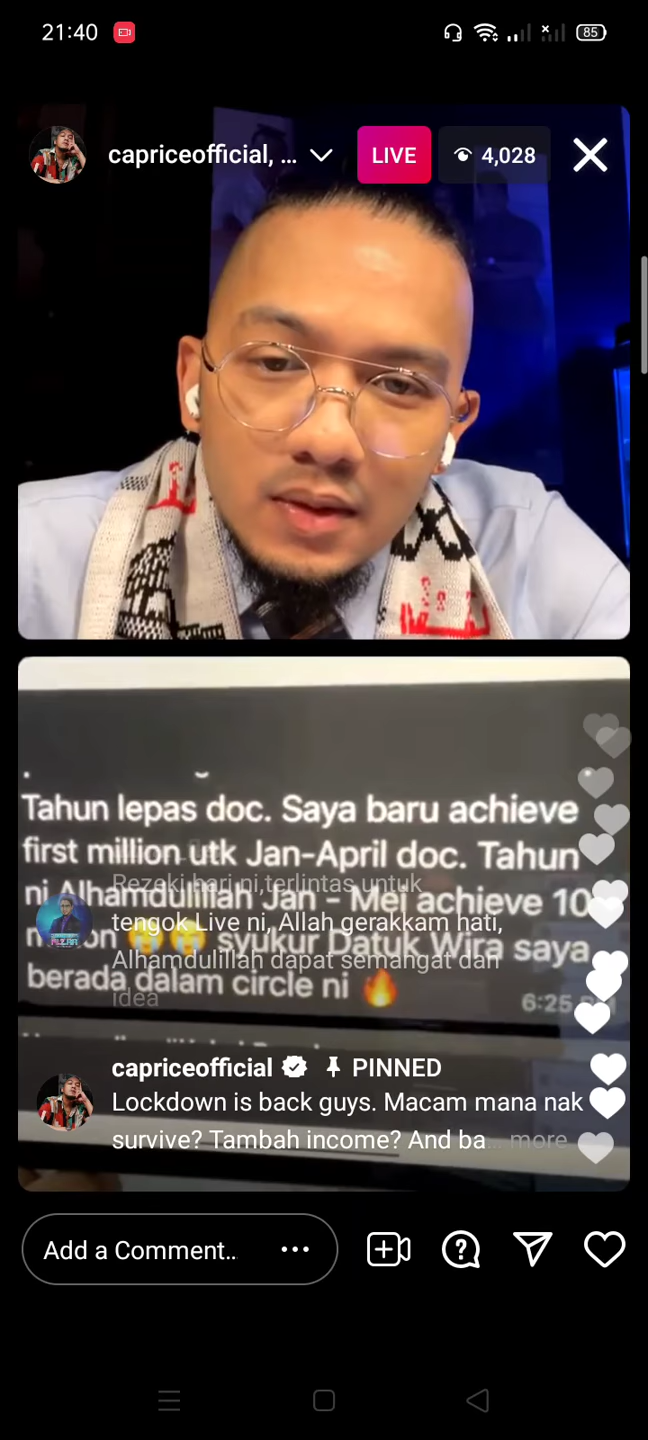 21:40
85
capriceofficial, ...
LIVE
4,028
Tahun lepas doc. Saya baru achieve
first million utk Jan-April doc. Tahun
ni Alhamdulillah Jan - Mei achieve 10
syukur Datuk Wira saya
berada dalam circle ni 🔥
6:25
Rezeki hari ni,terlintas untuk
tengok Live ni, Allah gerakkam hati,
Alhamdulillah dapat semangat dan
idea
capriceofficial PINNED
Lockdown is back guys. Macam mana nak
survive? Tambah income? And ba... more
Add a Comment..